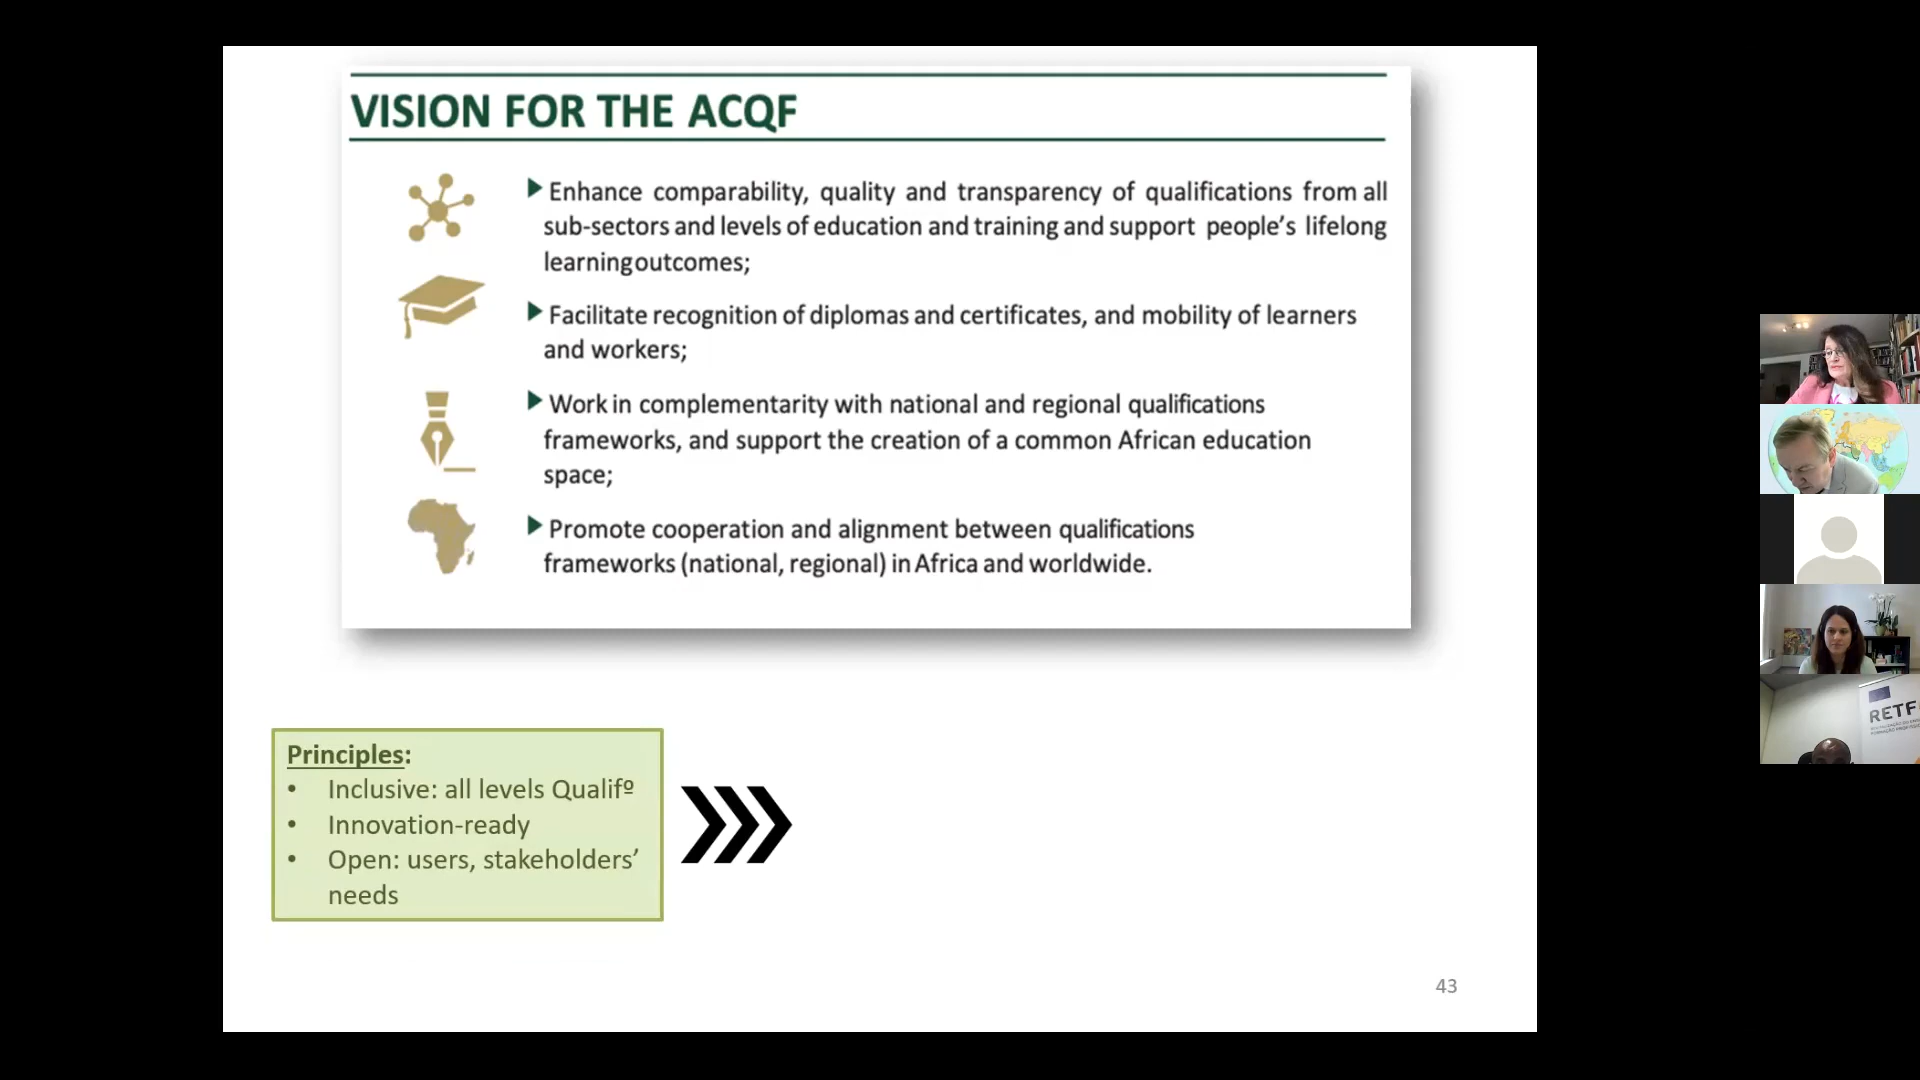 VISION FOR THE ACQF
Enhance comparability, quality and transparency of qualifications from all
sub-sectors and levels of education and training and support people's lifelong
learning outcomes;
Facilitate recognition of diplomas and certificates, and mobility of learners
and workers;
Work in complementarity with national and regional qualifications
frameworks, and support the creation of a common African education
space;
Promote cooperation and alignment between qualifications
frameworks (national, regional) in Africa and worldwide.
Principles:
• Inclusive: all levels Qualifº
• Innovation-ready
• Open: users, stakeholders’
needs
43
RETF